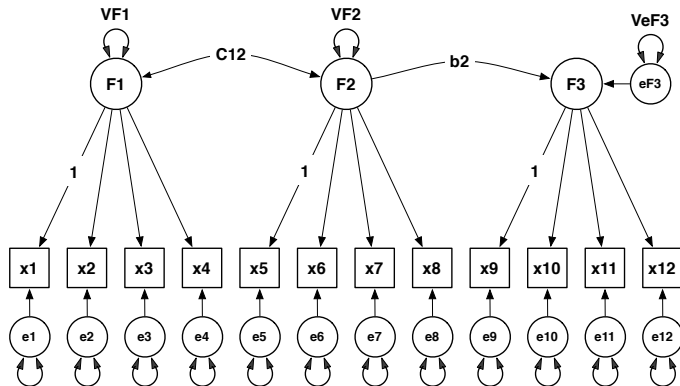 VF1 VF2 VeF3
C12 b2
F1 F2 F3 eF3
1 1 1
x1 x2 x3 x4 x5 x6 x7 x8 x9 x10 x11 x12
e1 e2 e3 e4 e5 e6 e7 e8 e9 e10 e11 e12